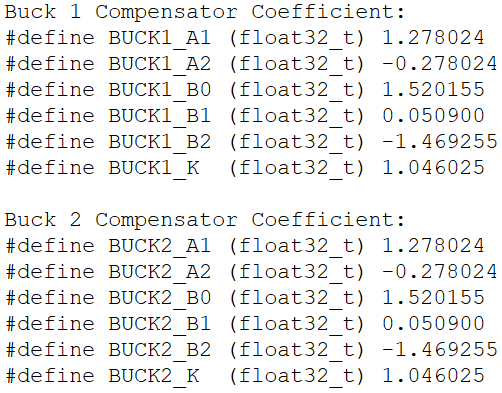 Buck 1 Compensator Coefficient:
#define BUCK1_A1 (float32_t) 1.278024
#define BUCK1_A2 (float32_t) -0.278024
#define BUCK1_B0 (float32_t) 1.520155
#define BUCK1_B1 (float32_t) 0.050900
#define BUCK1_B2 (float32_t) -1.469255
#define BUCK1_K  (float32_t) 1.046025

Buck 2 Compensator Coefficient:
#define BUCK2_A1 (float32_t) 1.278024
#define BUCK2_A2 (float32_t) -0.278024
#define BUCK2_B0 (float32_t) 1.520155
#define BUCK2_B1 (float32_t) 0.050900
#define BUCK2_B2 (float32_t) -1.469255
#define BUCK2_K  (float32_t) 1.046025